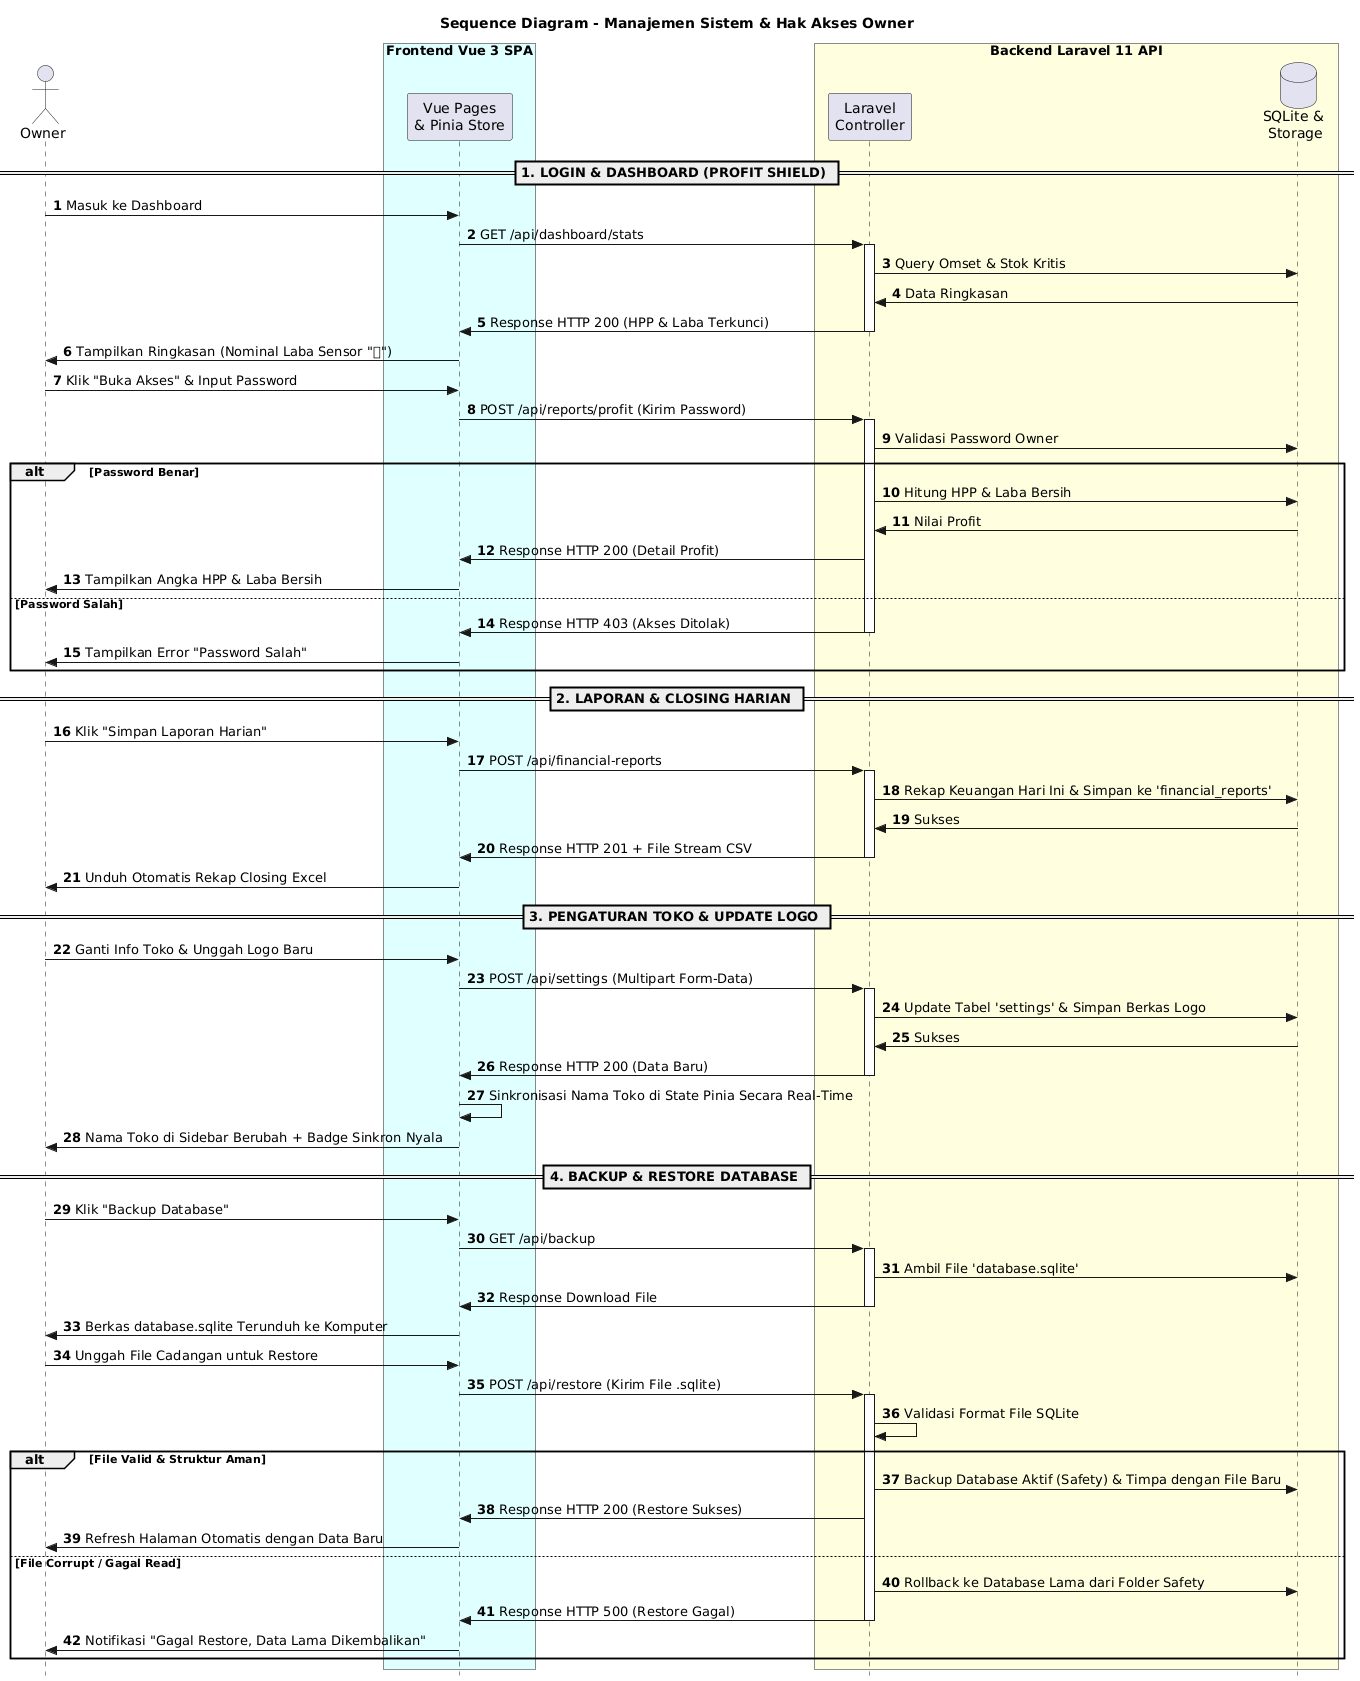 Sequence Diagram - Manajemen Sistem & Hak Akses Owner
Frontend Vue 3 SPA
Backend Laravel 11 API
Owner
Vue Pages
& Pinia Store
Laravel
Controller
SQLite &
Storage
1. LOGIN & DASHBOARD (PROFIT SHIELD)
1 Masuk ke Dashboard
2 GET /api/dashboard/stats
3 Query Omset & Stok Kritis
4 Data Ringkasan
5 Response HTTP 200 (HPP & Laba Terkunci)
6 Tampilkan Ringkasan (Nominal Laba Sensor "▯")
7 Klik "Buka Akses" & Input Password
8 POST /api/reports/profit (Kirim Password)
9 Validasi Password Owner
alt [Password Benar]
10 Hitung HPP & Laba Bersih
11 Nilai Profit
12 Response HTTP 200 (Detail Profit)
13 Tampilkan Angka HPP & Laba Bersih
[Password Salah]
14 Response HTTP 403 (Akses Ditolak)
15 Tampilkan Error "Password Salah"
2. LAPORAN & CLOSING HARIAN
16 Klik "Simpan Laporan Harian"
17 POST /api/financial-reports
18 Rekap Keuangan Hari Ini & Simpan ke 'financial_reports'
19 Sukses
20 Response HTTP 201 + File Stream CSV
21 Unduh Otomatis Rekap Closing Excel
3. PENGATURAN TOKO & UPDATE LOGO
22 Ganti Info Toko & Unggah Logo Baru
23 POST /api/settings (Multipart Form-Data)
24 Update Tabel 'settings' & Simpan Berkas Logo
25 Sukses
26 Response HTTP 200 (Data Baru)
27 Sinkronisasi Nama Toko di State Pinia Secara Real-Time
28 Nama Toko di Sidebar Berubah + Badge Sinkron Nyala
4. BACKUP & RESTORE DATABASE
29 Klik "Backup Database"
30 GET /api/backup
31 Ambil File 'database.sqlite'
32 Response Download File
33 Berkas database.sqlite Terunduh ke Komputer
34 Unggah File Cadangan untuk Restore
35 POST /api/restore (Kirim File .sqlite)
36 Validasi Format File SQLite
alt [File Valid & Struktur Aman]
37 Backup Database Aktif (Safety) & Timpa dengan File Baru
38 Response HTTP 200 (Restore Sukses)
39 Refresh Halaman Otomatis dengan Data Baru
[File Corrupt / Gagal Read]
40 Rollback ke Database Lama dari Folder Safety
41 Response HTTP 500 (Restore Gagal)
42 Notifikasi "Gagal Restore, Data Lama Dikembalikan"